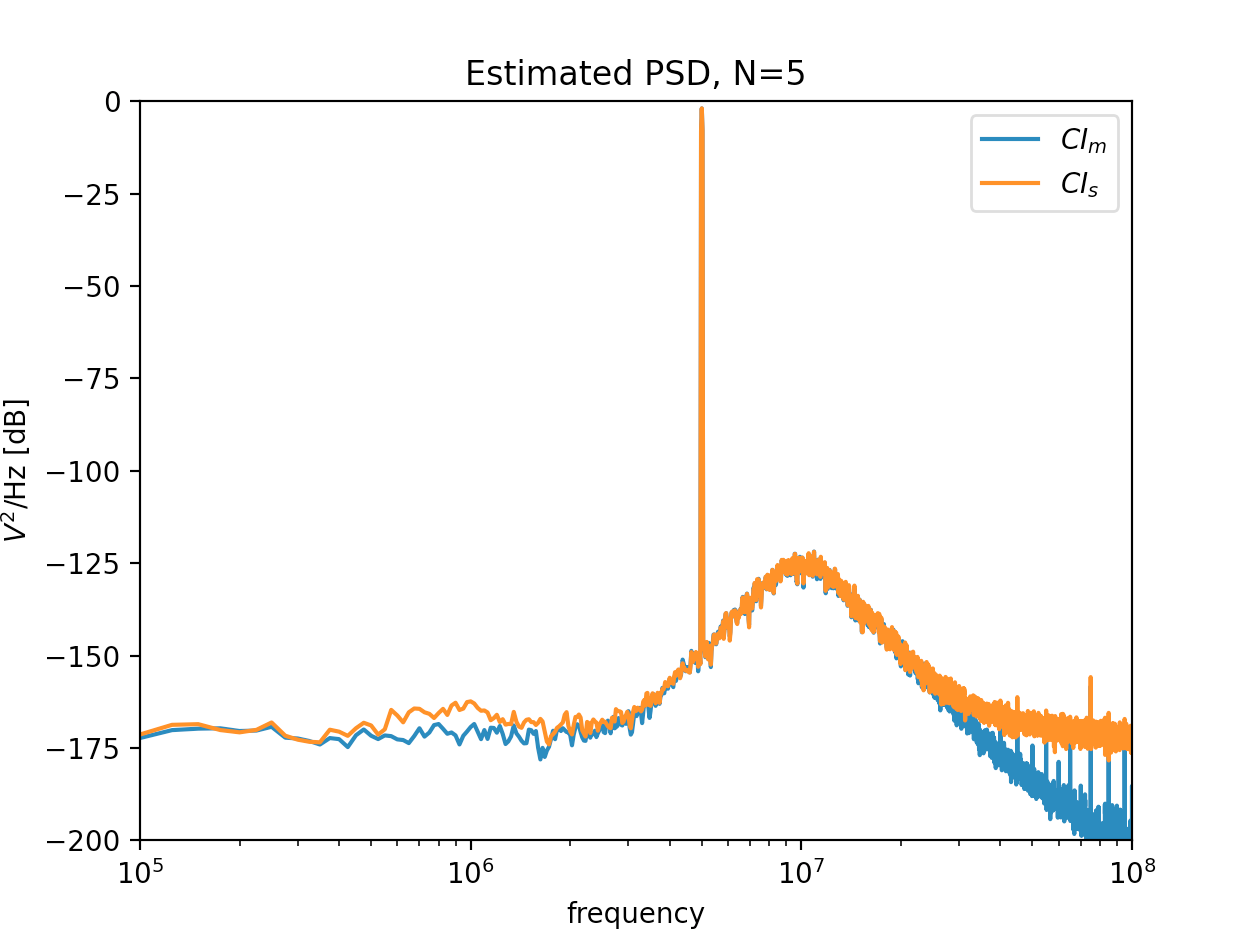 Estimated PSD, N=5
0
−25
−50
−75
−100
−125
−150
−175
−200
V²/Hz [dB]
CIₘ
CIₛ
10⁵
10⁶
10⁷
10⁸
frequency